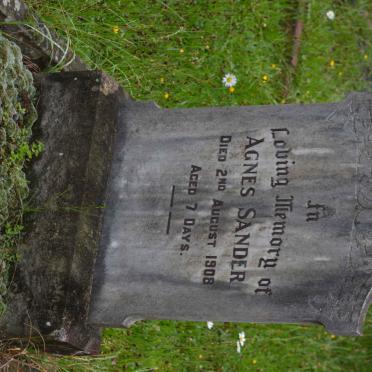 In
Loving Memory of
AGNES SANDER
DIED 2ND AUGUST 1908
AGED 7 DAYS.